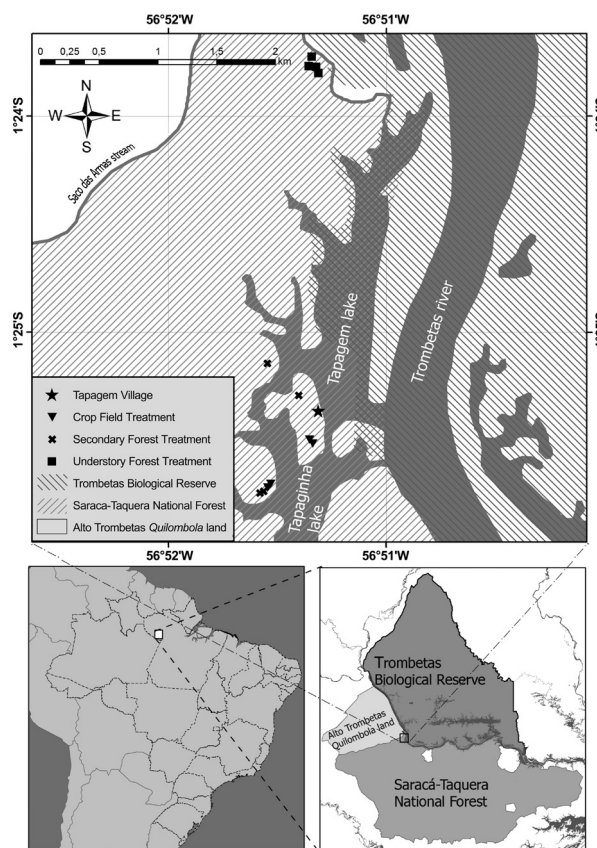 56°52'W 56°51'W
0 0,25 0,5 1 1,5 2
km
N
W E
S
1°24'S
Saco das Armas stream
Tapagem lake
Trombetas river
1°25'S
Tapaginha
lake
Tapagem Village
Crop Field Treatment
Secondary Forest Treatment
Understory Forest Treatment
Trombetas Biological Reserve
Saraca-Taquera National Forest
Alto Trombetas Quilombola land
56°52'W 56°51'W
Trombetas
Biological Reserve
Alto Trombetas
Quilombola land
Saracá-Taquera
National Forest